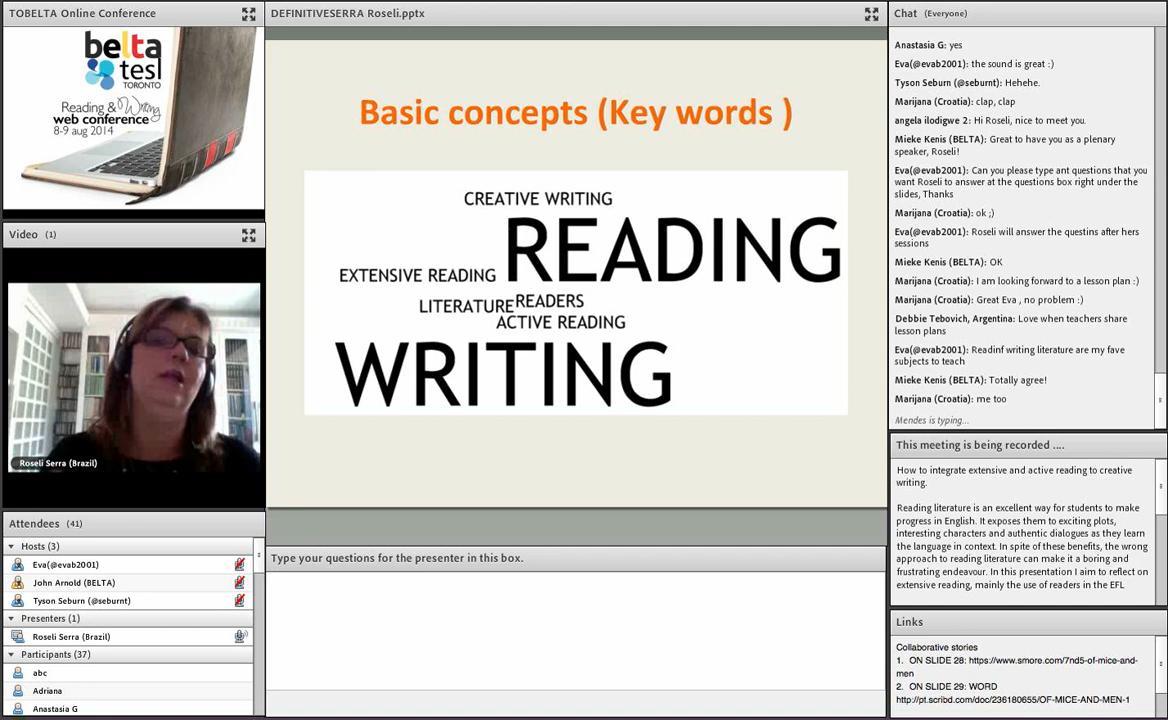 TOBELTA Online Conference
belta
tesl
TORONTO
Reading & Writing
web conference
8-9 aug 2014
Video (1)
Roseli Serra (Brazil)
Attendees (41)
Hosts (3)
Eva(@evab2001)
John Arnold (BELTA)
Tyson Seburn (@seburnt)
Presenters (1)
Roseli Serra (Brazil)
Participants (37)
abc
Adriana
Anastasia G
DEFINITIVESERRA Roseli.pptx
Basic concepts (Key words )
CREATIVE WRITING
READING
EXTENSIVE READING
LITERATURE READERS
ACTIVE READING
WRITING
Type your questions for the presenter in this box.
Chat (Everyone)
Anastasia G: yes
Eva(@evab2001): the sound is great :)
Tyson Seburn (@seburnt): Hehehe.
Marijana (Croatia): clap, clap
angela ilodigwe 2: Hi Roseli, nice to meet you.
Mieke Kenis (BELTA): Great to have you as a plenary
speaker, Roseli!
Eva(@evab2001): Can you please type ant questions that you
want Roseli to answer at the questions box right under the
slides, Thanks
Marijana (Croatia): ok ;)
Eva(@evab2001): Roseli will answer the questins after hers
sessions
Mieke Kenis (BELTA): OK
Marijana (Croatia): I am looking forward to a lesson plan :)
Marijana (Croatia): Great Eva , no problem :)
Debbie Tebovich, Argentina: Love when teachers share
lesson plans
Eva(@evab2001): Readinf writing literature are my fave
subjects to teach
Mieke Kenis (BELTA): Totally agree!
Marijana (Croatia): me too
Mendes is typing...
This meeting is being recorded ....
How to integrate extensive and active reading to creative
writing.
Reading literature is an excellent way for students to make
progress in English. It exposes them to exciting plots,
interesting characters and authentic dialogues as they learn
the language in context. In spite of these benefits, the wrong
approach to reading literature can make it a boring and
frustrating endeavour. In this presentation I aim to reflect on
extensive reading, mainly the use of readers in the EFL
Links
Collaborative stories
1. ON SLIDE 28: https://www.smore.com/7nd5-of-mice-and-
men
2. ON SLIDE 29: WORD
http://pt.scribd.com/doc/236180655/OF-MICE-AND-MEN-1